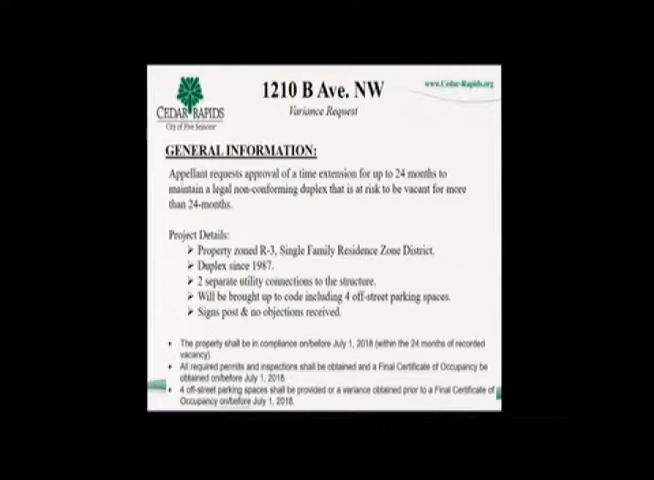 CEDAR RAPIDS
City of Five Seasons
1210 B Ave. NW
Variance Request
www.Cedar-Rapids.org
GENERAL INFORMATION:
Appellant requests approval of a time extension for up to 24 months to
maintain a legal non-conforming duplex that is at risk to be vacant for more
than 24-months.
Project Details:
➢ Property zoned R-3, Single Family Residence Zone District.
➢ Duplex since 1987.
➢ 2 separate utility connections to the structure.
➢ Will be brought up to code including 4 off-street parking spaces.
➢ Signs post & no objections received.
• The property shall be in compliance on/before July 1, 2018 (within the 24 months of recorded
vacancy)
• All required permits and inspections shall be obtained and a Final Certificate of Occupancy be
obtained on/before July 1, 2018.
• 4 off-street parking spaces shall be provided or a variance obtained prior to a Final Certificate of
Occupancy on/before July 1, 2018.